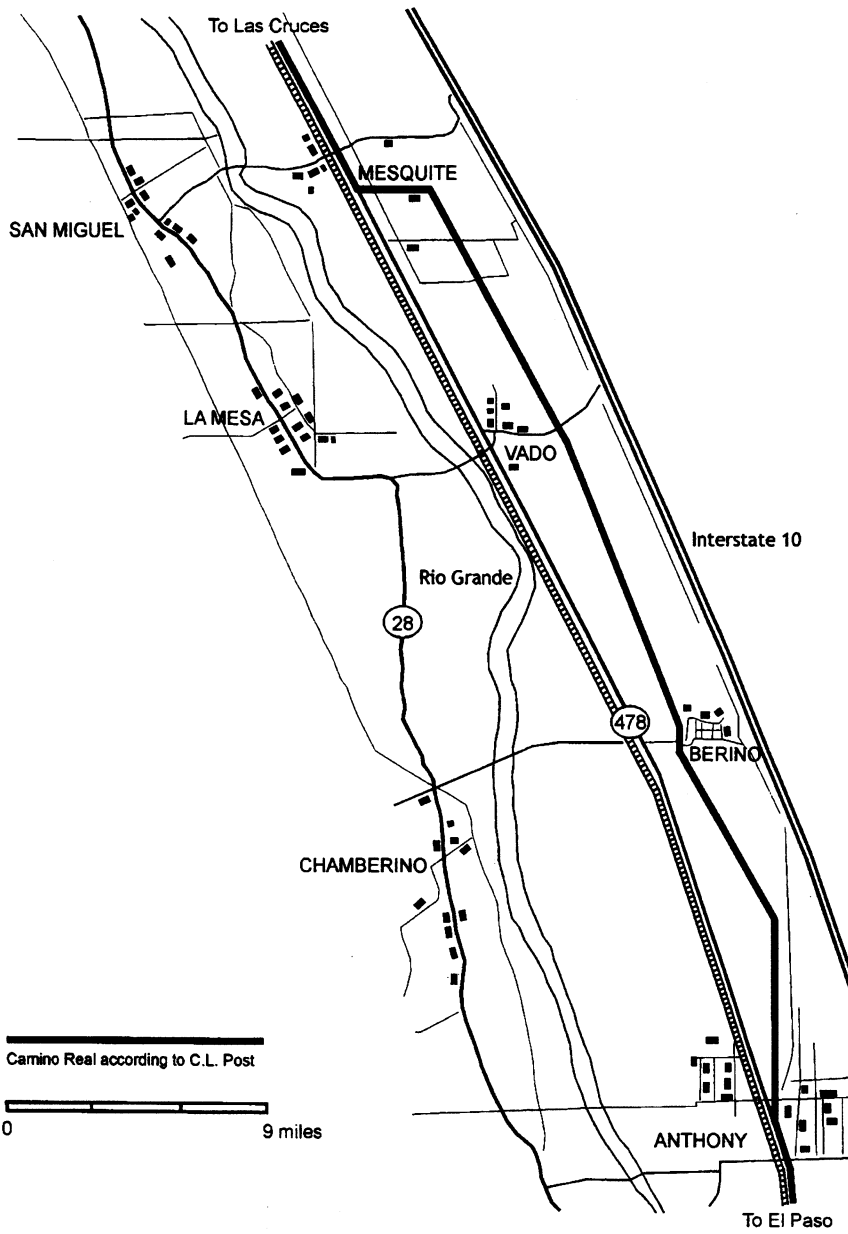 To Las Cruces
MESQUITE
SAN MIGUEL
LA MESA
VADO
Interstate 10
Rio Grande
28
478
BERINO
CHAMBERINO
Camino Real according to C.L. Post
0
9 miles
ANTHONY
To El Paso